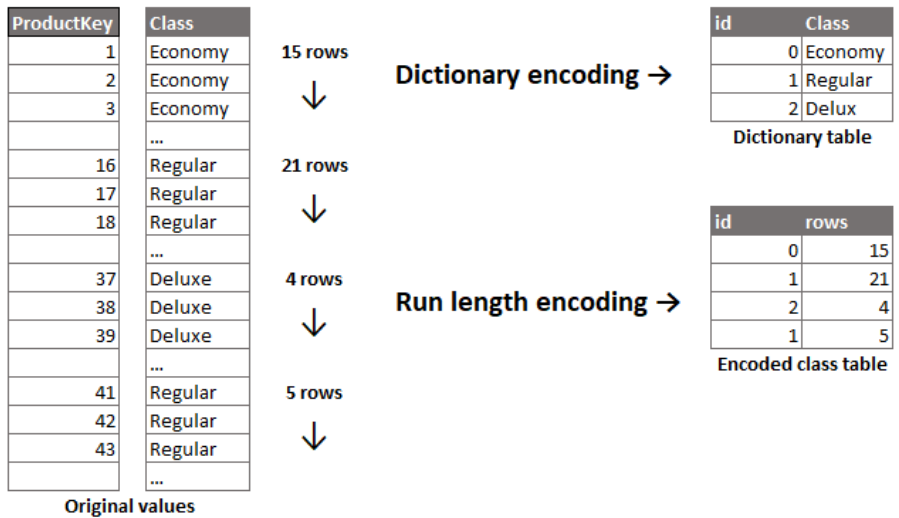 ProductKey Class
1 Economy
2 Economy
3 Economy
...
16 Regular
17 Regular
18 Regular
...
37 Deluxe
38 Deluxe
39 Deluxe
...
41 Regular
42 Regular
43 Regular
...
Original values
15 rows
↓
21 rows
↓
4 rows
↓
5 rows
↓
Dictionary encoding →
id Class
0 Economy
1 Regular
2 Delux
Dictionary table
Run length encoding →
id rows
0 15
1 21
2 4
1 5
Encoded class table